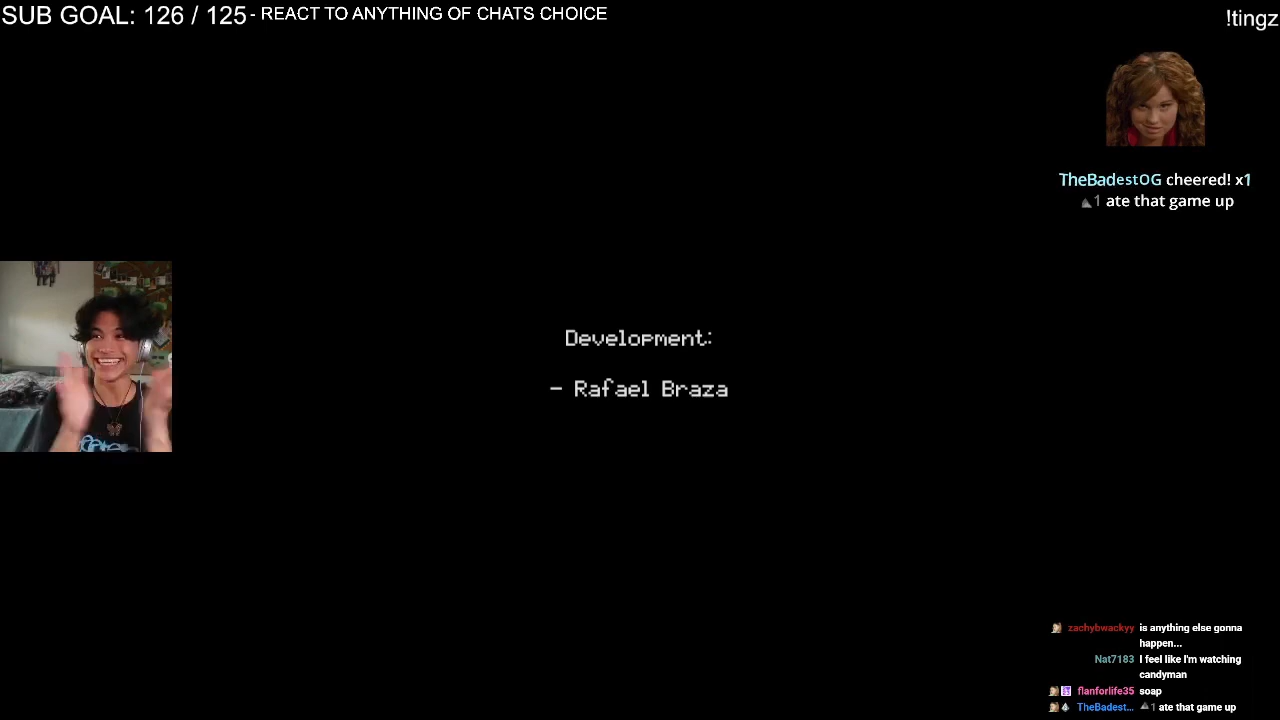 SUB GOAL: 126 / 125 - REACT TO ANYTHING OF CHATS CHOICE
!tingz
TheBadestOG cheered! x1
1 ate that game up
Development:
- Rafael Braza
zachybwackyy is anything else gonna
happen...
Nat7183 I feel like I'm watching
candyman
flanforlife35 soap
TheBadest... 1 ate that game up